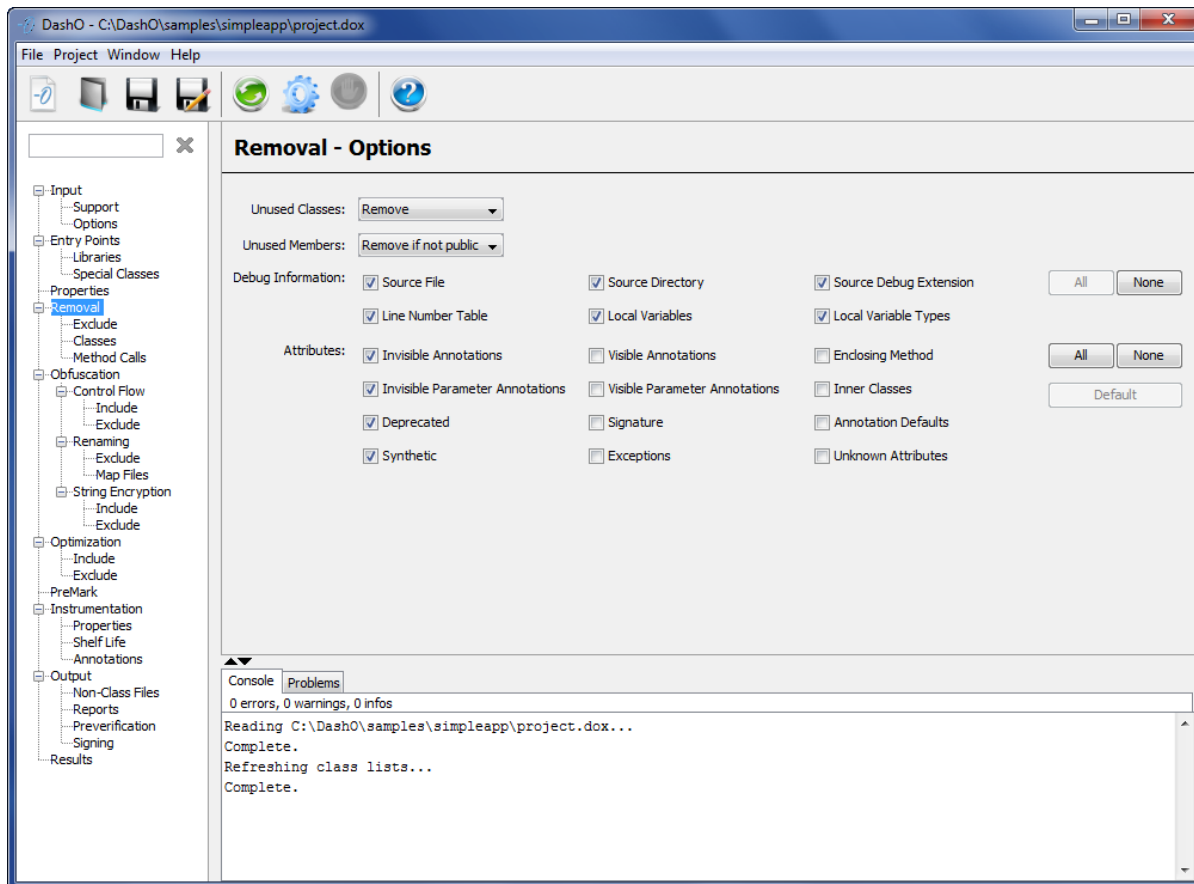 DashO - C:\DashO\samples\simpleapp\project.dox
File Project Window Help
Removal - Options
Input
Support
Options
Entry Points
Libraries
Special Classes
Properties
Removal
Exclude
Classes
Method Calls
Obfuscation
Control Flow
Include
Exclude
Renaming
Exclude
Map Files
String Encryption
Include
Exclude
Optimization
Include
Exclude
PreMark
Instrumentation
Properties
Shelf Life
Annotations
Output
Non-Class Files
Reports
Preverification
Signing
Results
Unused Classes: Remove
Unused Members: Remove if not public
Debug Information: Source File Source Directory Source Debug Extension All None
Line Number Table Local Variables Local Variable Types
Attributes: Invisible Annotations Visible Annotations Enclosing Method All None
Invisible Parameter Annotations Visible Parameter Annotations Inner Classes Default
Deprecated Signature Annotation Defaults
Synthetic Exceptions Unknown Attributes
Console Problems
0 errors, 0 warnings, 0 infos
Reading C:\DashO\samples\simpleapp\project.dox...
Complete.
Refreshing class lists...
Complete.